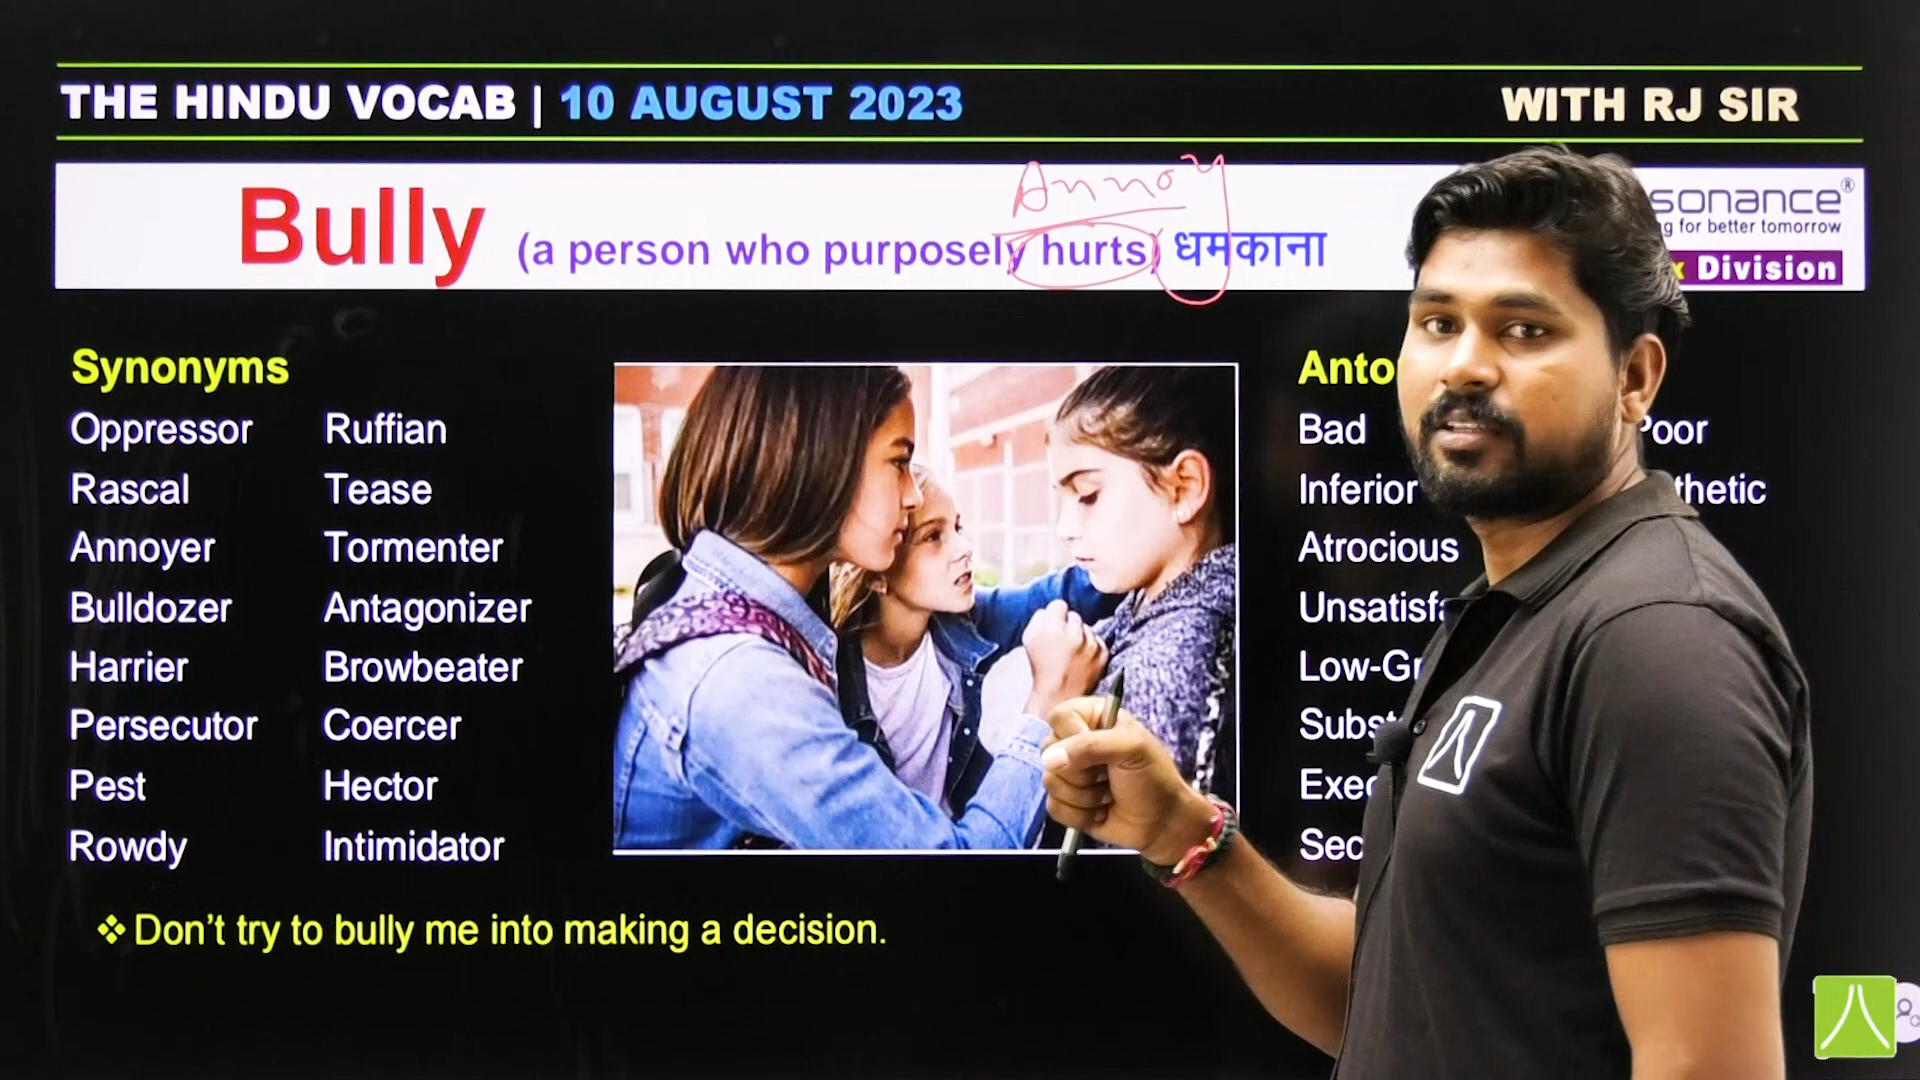 THE HINDU VOCAB | 10 AUGUST 2023
WITH RJ SIR
Annoy
Bully (a person who purposely hurts) धमकाना
sonance®
g for better tomorrow
x Division
Synonyms
Oppressor Ruffian
Rascal Tease
Annoyer Tormenter
Bulldozer Antagonizer
Harrier Browbeater
Persecutor Coercer
Pest Hector
Rowdy Intimidator
Anto
Bad Poor
Inferior thetic
Atrocious
Unsatisfa
Low-Gr
Subst
Exec
Sec
❖ Don't try to bully me into making a decision.